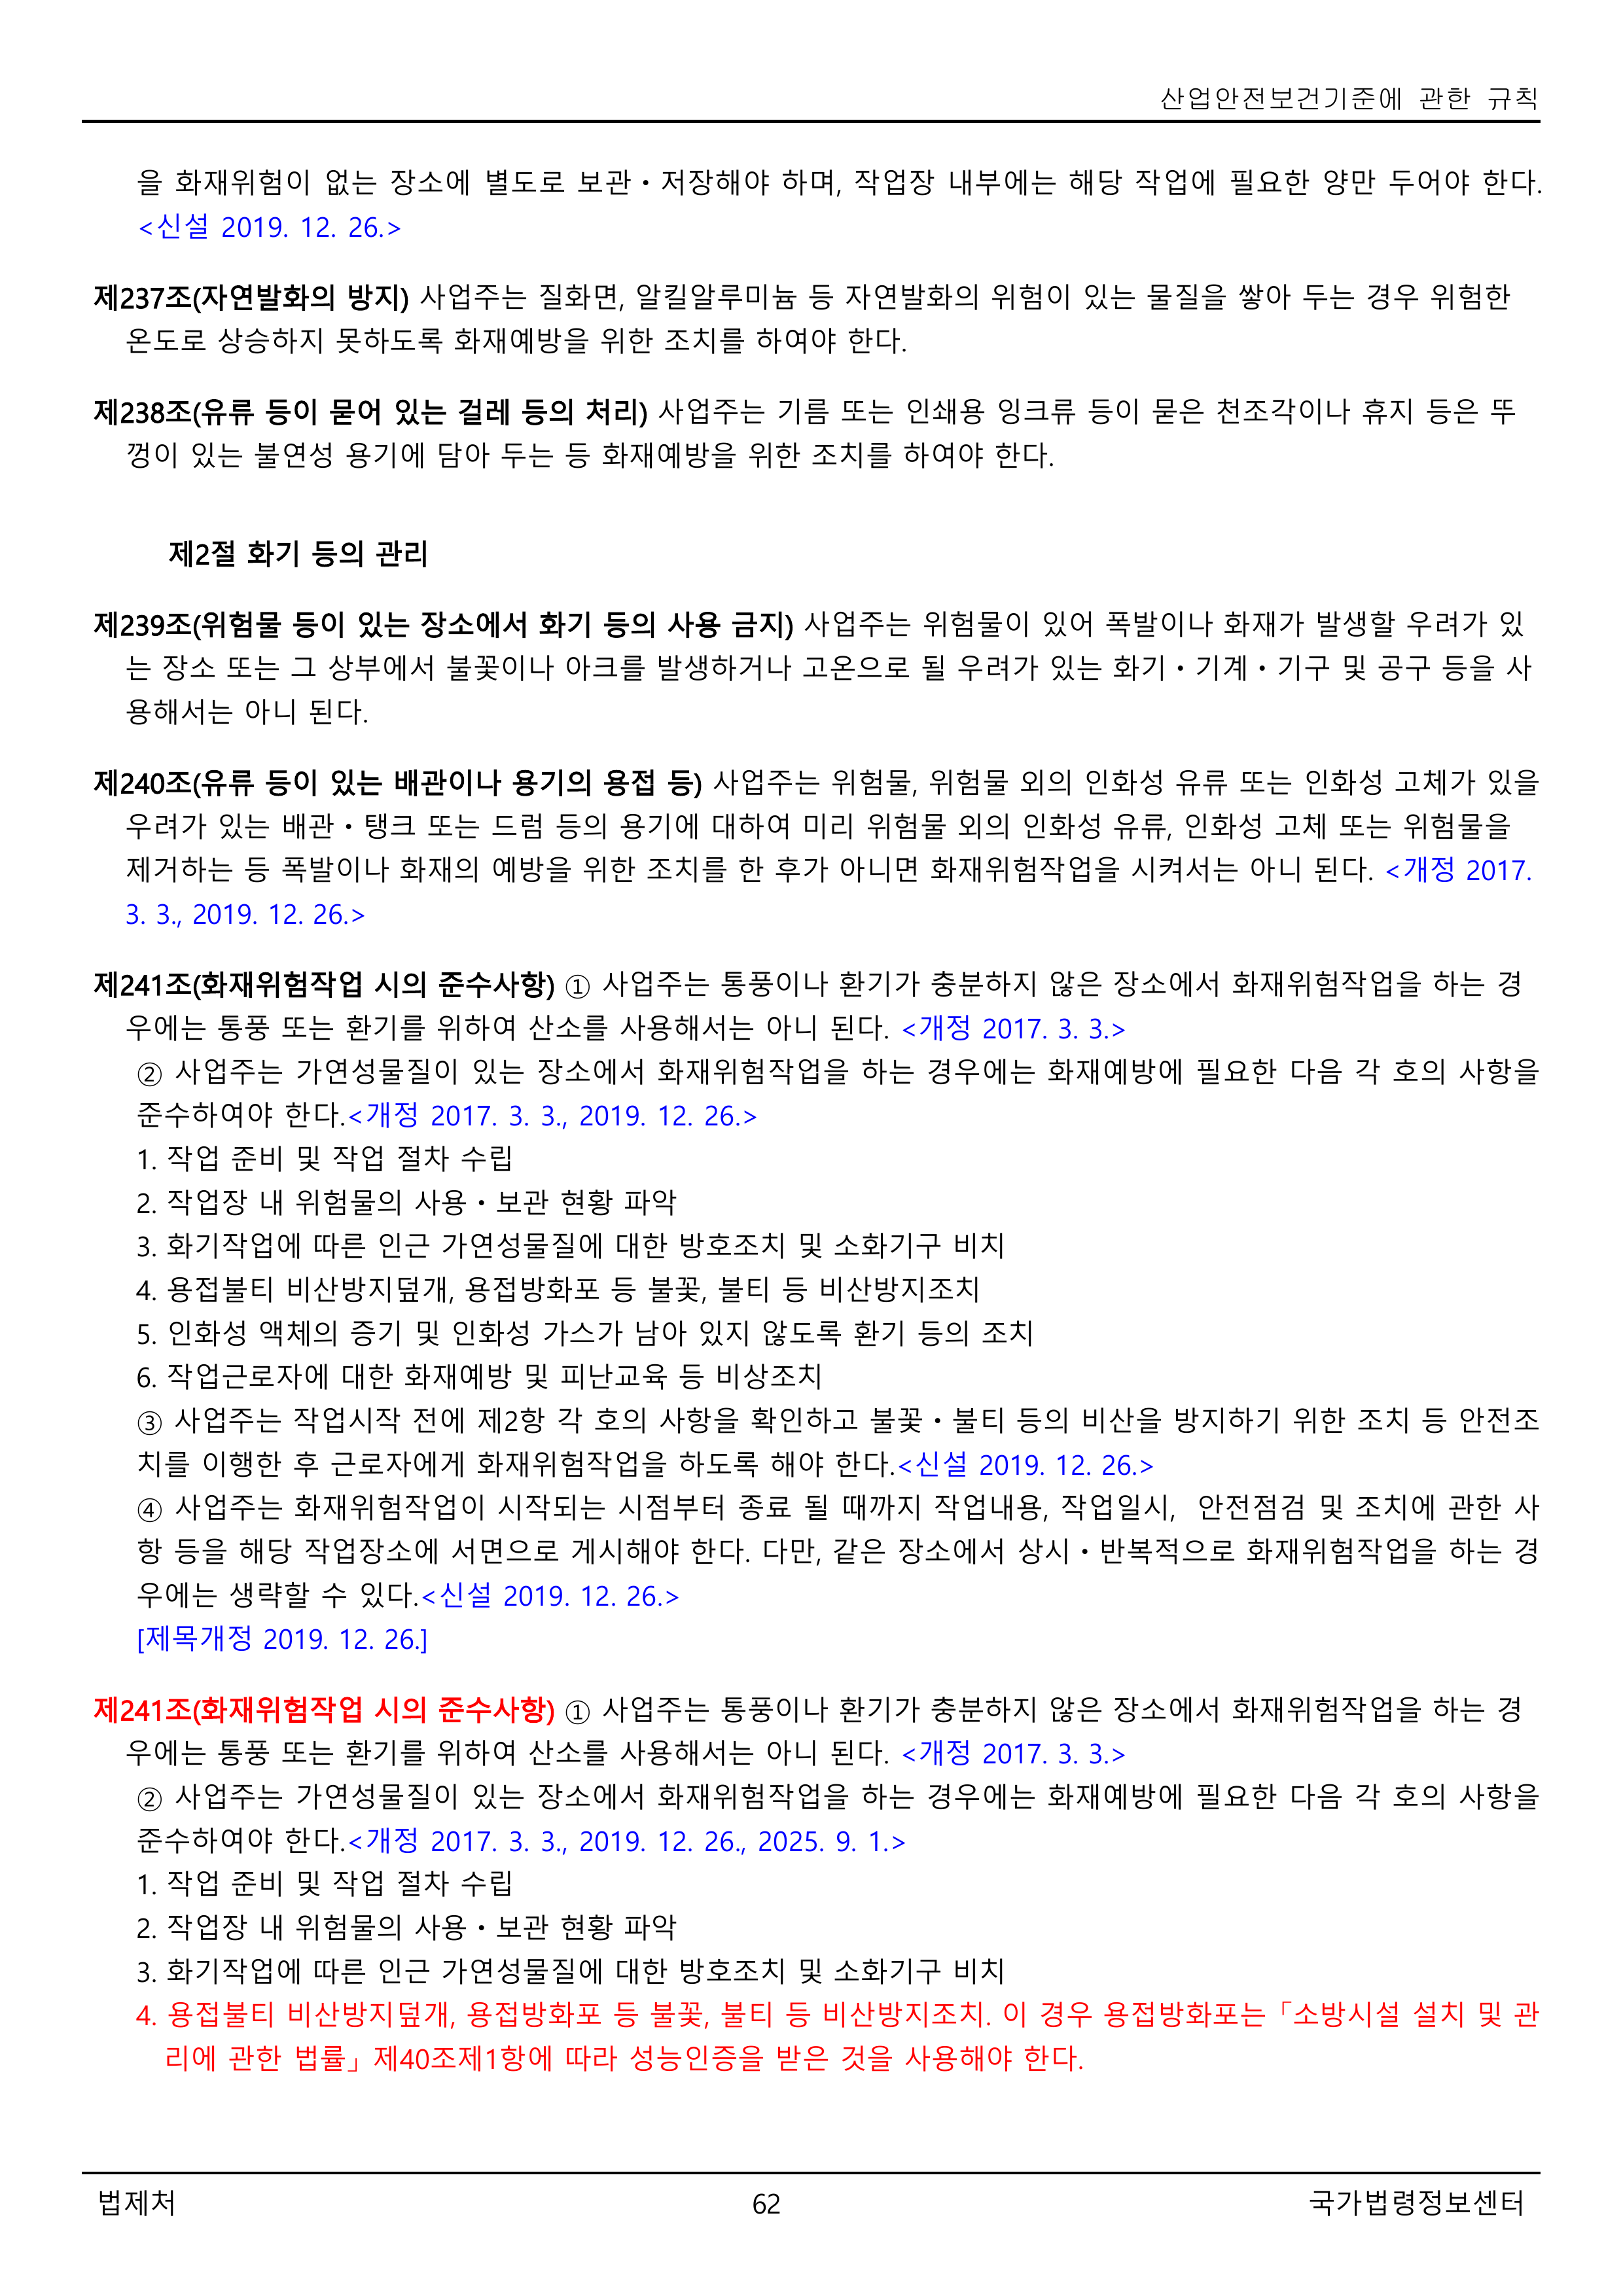 산업안전보건기준에 관한 규칙
을 화재위험이 없는 장소에 별도로 보관ㆍ저장해야 하며, 작업장 내부에는 해당 작업에 필요한 양만 두어야 한다.
<신설 2019. 12. 26.>
제237조(자연발화의 방지) 사업주는 질화면, 알킬알루미늄 등 자연발화의 위험이 있는 물질을 쌓아 두는 경우 위험한
온도로 상승하지 못하도록 화재예방을 위한 조치를 하여야 한다.
제238조(유류 등이 묻어 있는 걸레 등의 처리) 사업주는 기름 또는 인쇄용 잉크류 등이 묻은 천조각이나 휴지 등은 뚜
껑이 있는 불연성 용기에 담아 두는 등 화재예방을 위한 조치를 하여야 한다.
제2절 화기 등의 관리
제239조(위험물 등이 있는 장소에서 화기 등의 사용 금지) 사업주는 위험물이 있어 폭발이나 화재가 발생할 우려가 있
는 장소 또는 그 상부에서 불꽃이나 아크를 발생하거나 고온으로 될 우려가 있는 화기ㆍ기계ㆍ기구 및 공구 등을 사
용해서는 아니 된다.
제240조(유류 등이 있는 배관이나 용기의 용접 등) 사업주는 위험물, 위험물 외의 인화성 유류 또는 인화성 고체가 있을
우려가 있는 배관ㆍ탱크 또는 드럼 등의 용기에 대하여 미리 위험물 외의 인화성 유류, 인화성 고체 또는 위험물을
제거하는 등 폭발이나 화재의 예방을 위한 조치를 한 후가 아니면 화재위험작업을 시켜서는 아니 된다. <개정 2017.
3. 3., 2019. 12. 26.>
제241조(화재위험작업 시의 준수사항) ① 사업주는 통풍이나 환기가 충분하지 않은 장소에서 화재위험작업을 하는 경
우에는 통풍 또는 환기를 위하여 산소를 사용해서는 아니 된다. <개정 2017. 3. 3.>
② 사업주는 가연성물질이 있는 장소에서 화재위험작업을 하는 경우에는 화재예방에 필요한 다음 각 호의 사항을
준수하여야 한다.<개정 2017. 3. 3., 2019. 12. 26.>
1. 작업 준비 및 작업 절차 수립
2. 작업장 내 위험물의 사용ㆍ보관 현황 파악
3. 화기작업에 따른 인근 가연성물질에 대한 방호조치 및 소화기구 비치
4. 용접불티 비산방지덮개, 용접방화포 등 불꽃, 불티 등 비산방지조치
5. 인화성 액체의 증기 및 인화성 가스가 남아 있지 않도록 환기 등의 조치
6. 작업근로자에 대한 화재예방 및 피난교육 등 비상조치
③ 사업주는 작업시작 전에 제2항 각 호의 사항을 확인하고 불꽃ㆍ불티 등의 비산을 방지하기 위한 조치 등 안전조
치를 이행한 후 근로자에게 화재위험작업을 하도록 해야 한다.<신설 2019. 12. 26.>
④ 사업주는 화재위험작업이 시작되는 시점부터 종료 될 때까지 작업내용, 작업일시, 안전점검 및 조치에 관한 사
항 등을 해당 작업장소에 서면으로 게시해야 한다. 다만, 같은 장소에서 상시ㆍ반복적으로 화재위험작업을 하는 경
우에는 생략할 수 있다.<신설 2019. 12. 26.>
[제목개정 2019. 12. 26.]
제241조(화재위험작업 시의 준수사항) ① 사업주는 통풍이나 환기가 충분하지 않은 장소에서 화재위험작업을 하는 경
우에는 통풍 또는 환기를 위하여 산소를 사용해서는 아니 된다. <개정 2017. 3. 3.>
② 사업주는 가연성물질이 있는 장소에서 화재위험작업을 하는 경우에는 화재예방에 필요한 다음 각 호의 사항을
준수하여야 한다.<개정 2017. 3. 3., 2019. 12. 26., 2025. 9. 1.>
1. 작업 준비 및 작업 절차 수립
2. 작업장 내 위험물의 사용ㆍ보관 현황 파악
3. 화기작업에 따른 인근 가연성물질에 대한 방호조치 및 소화기구 비치
4. 용접불티 비산방지덮개, 용접방화포 등 불꽃, 불티 등 비산방지조치. 이 경우 용접방화포는「소방시설 설치 및 관
리에 관한 법률」제40조제1항에 따라 성능인증을 받은 것을 사용해야 한다.
법제처
62
국가법령정보센터